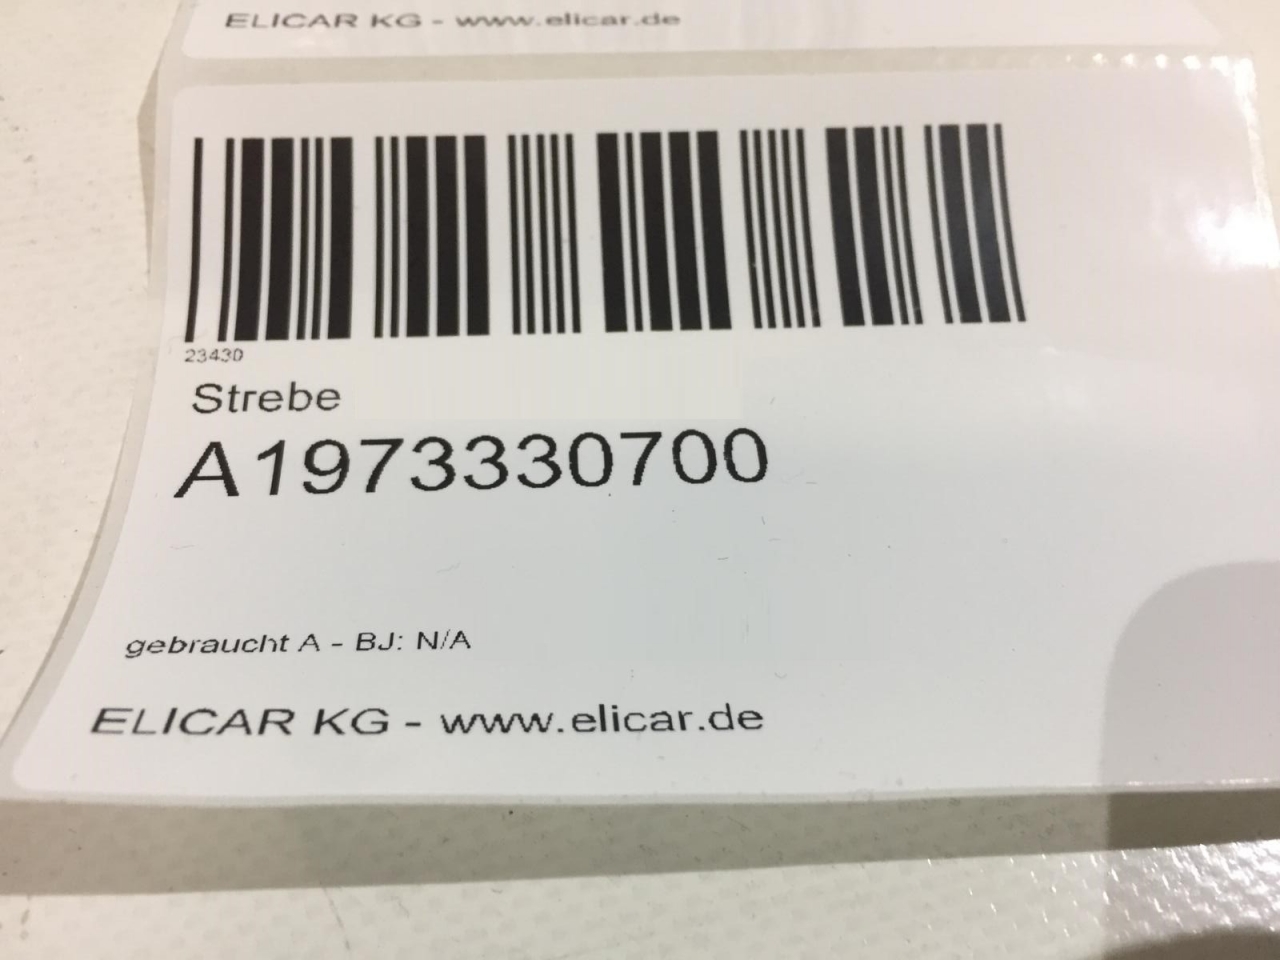 ELICAR KG - www.elicar.de
23430
Strebe
A1973330700
gebraucht A - BJ: N/A
ELICAR KG - www.elicar.de